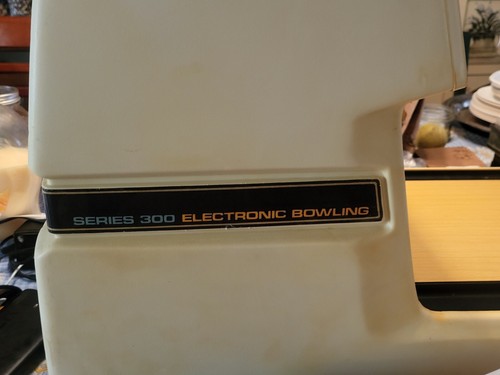 SERIES 300 ELECTRONIC BOWLING